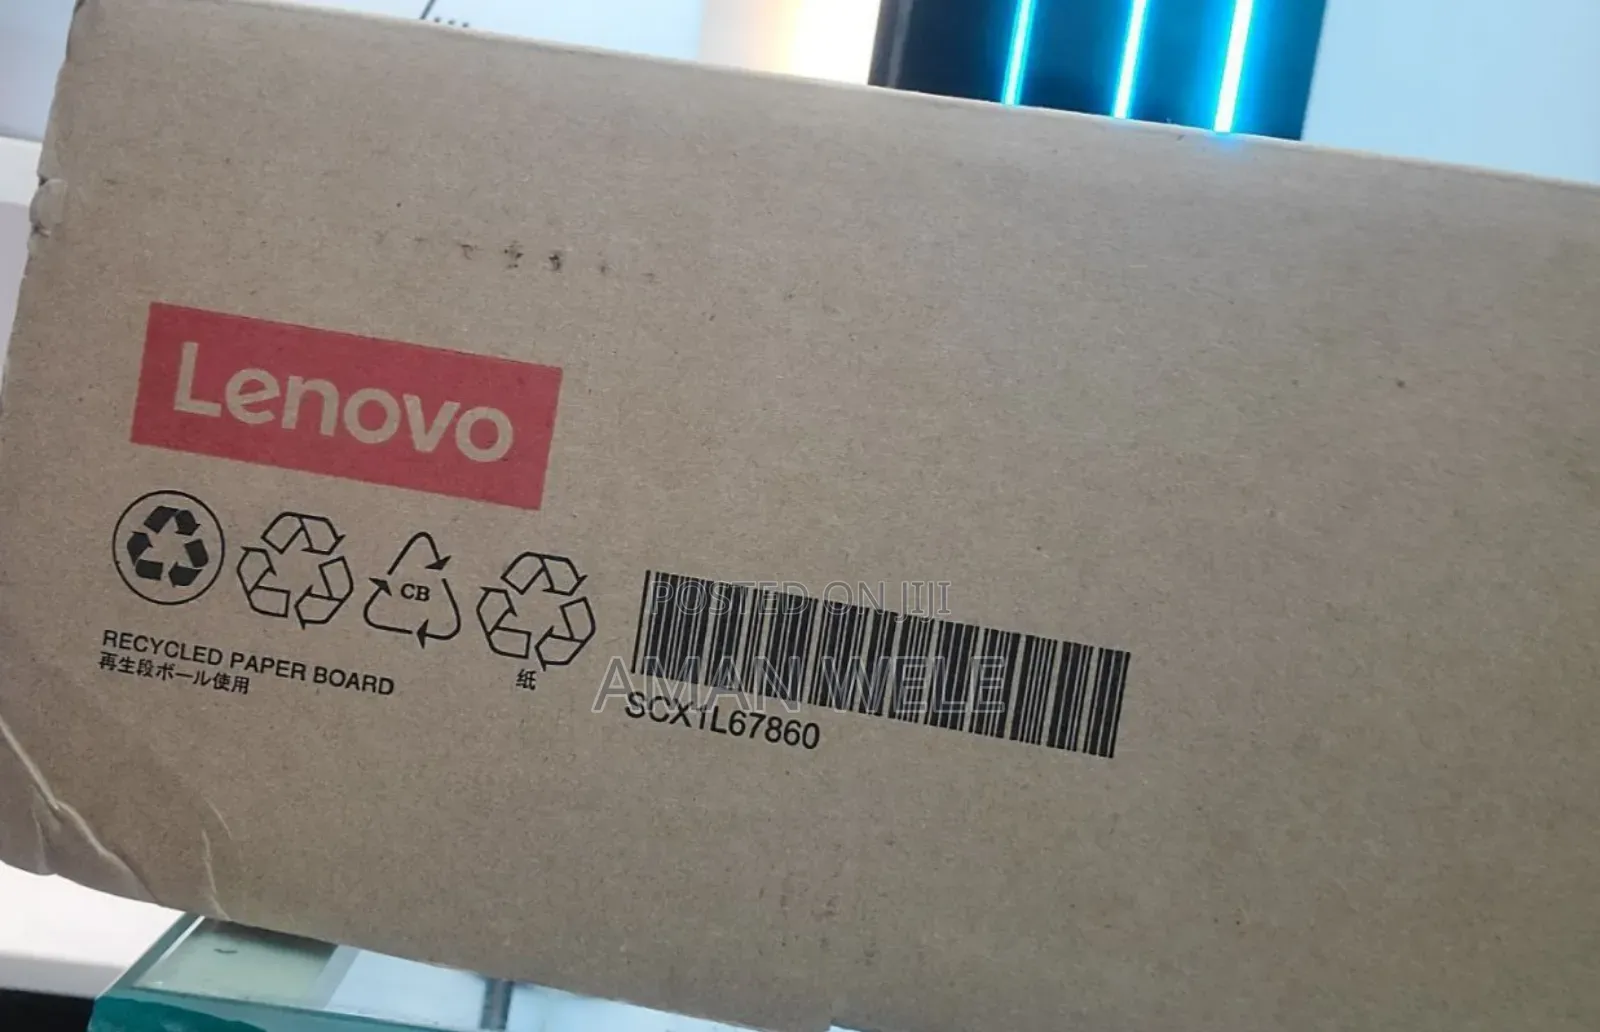 Lenovo
CB
RECYCLED PAPER BOARD
再生段ボール使用
纸
POSTED ON JIJI
AMAN WELE
SCX1L67860